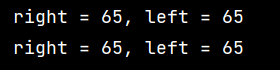 right = 65, left = 65
right = 65, left = 65